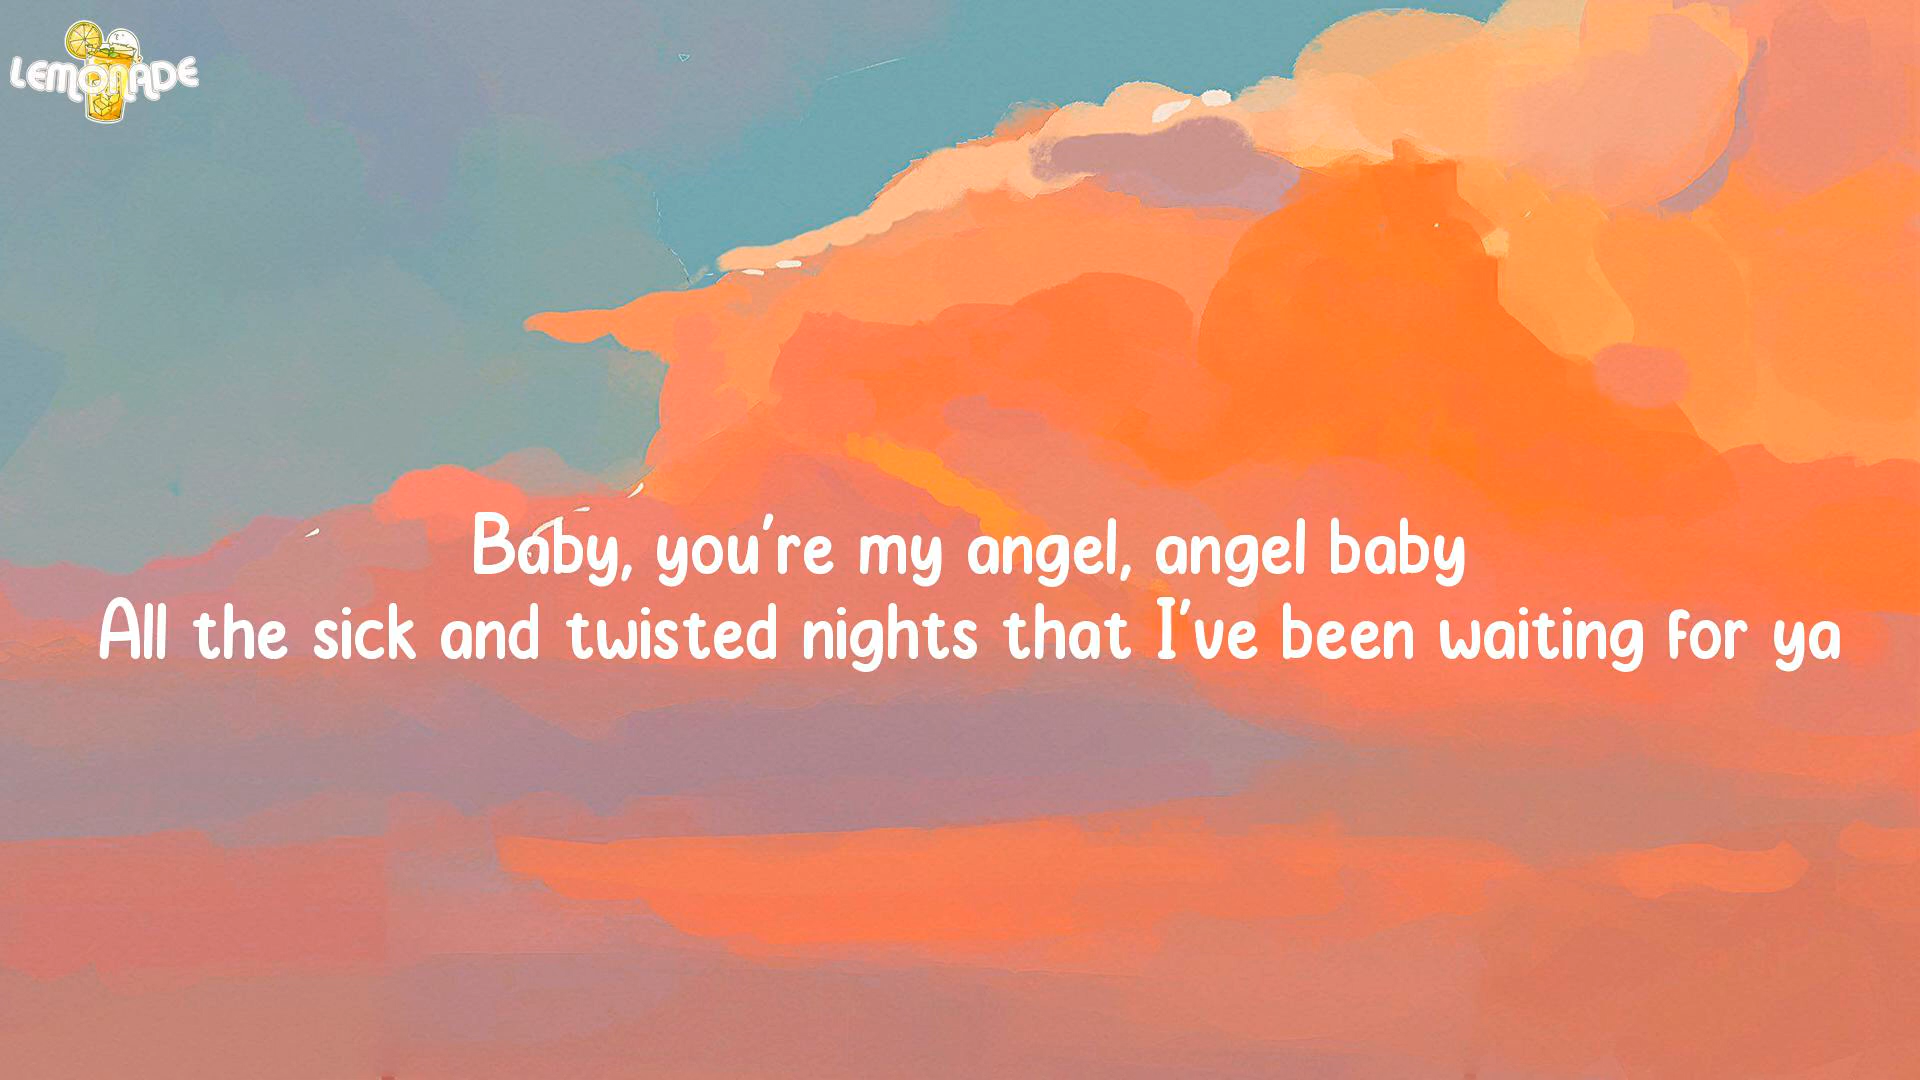 LEMONADE
Baby, you're my angel, angel baby
All the sick and twisted nights that I've been waiting for ya